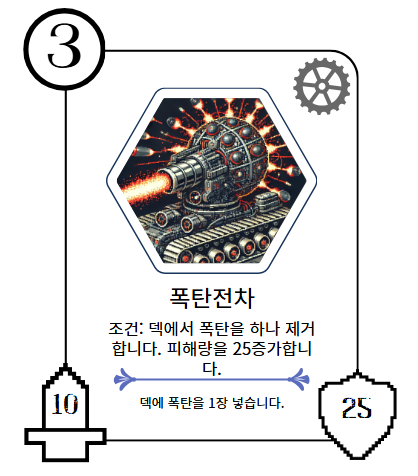 3
폭탄전차
조건: 덱에서 폭탄을 하나 제거
합니다. 피해량을 25증가합니
다.
덱에 폭탄을 1장 넣습니다.
10
25